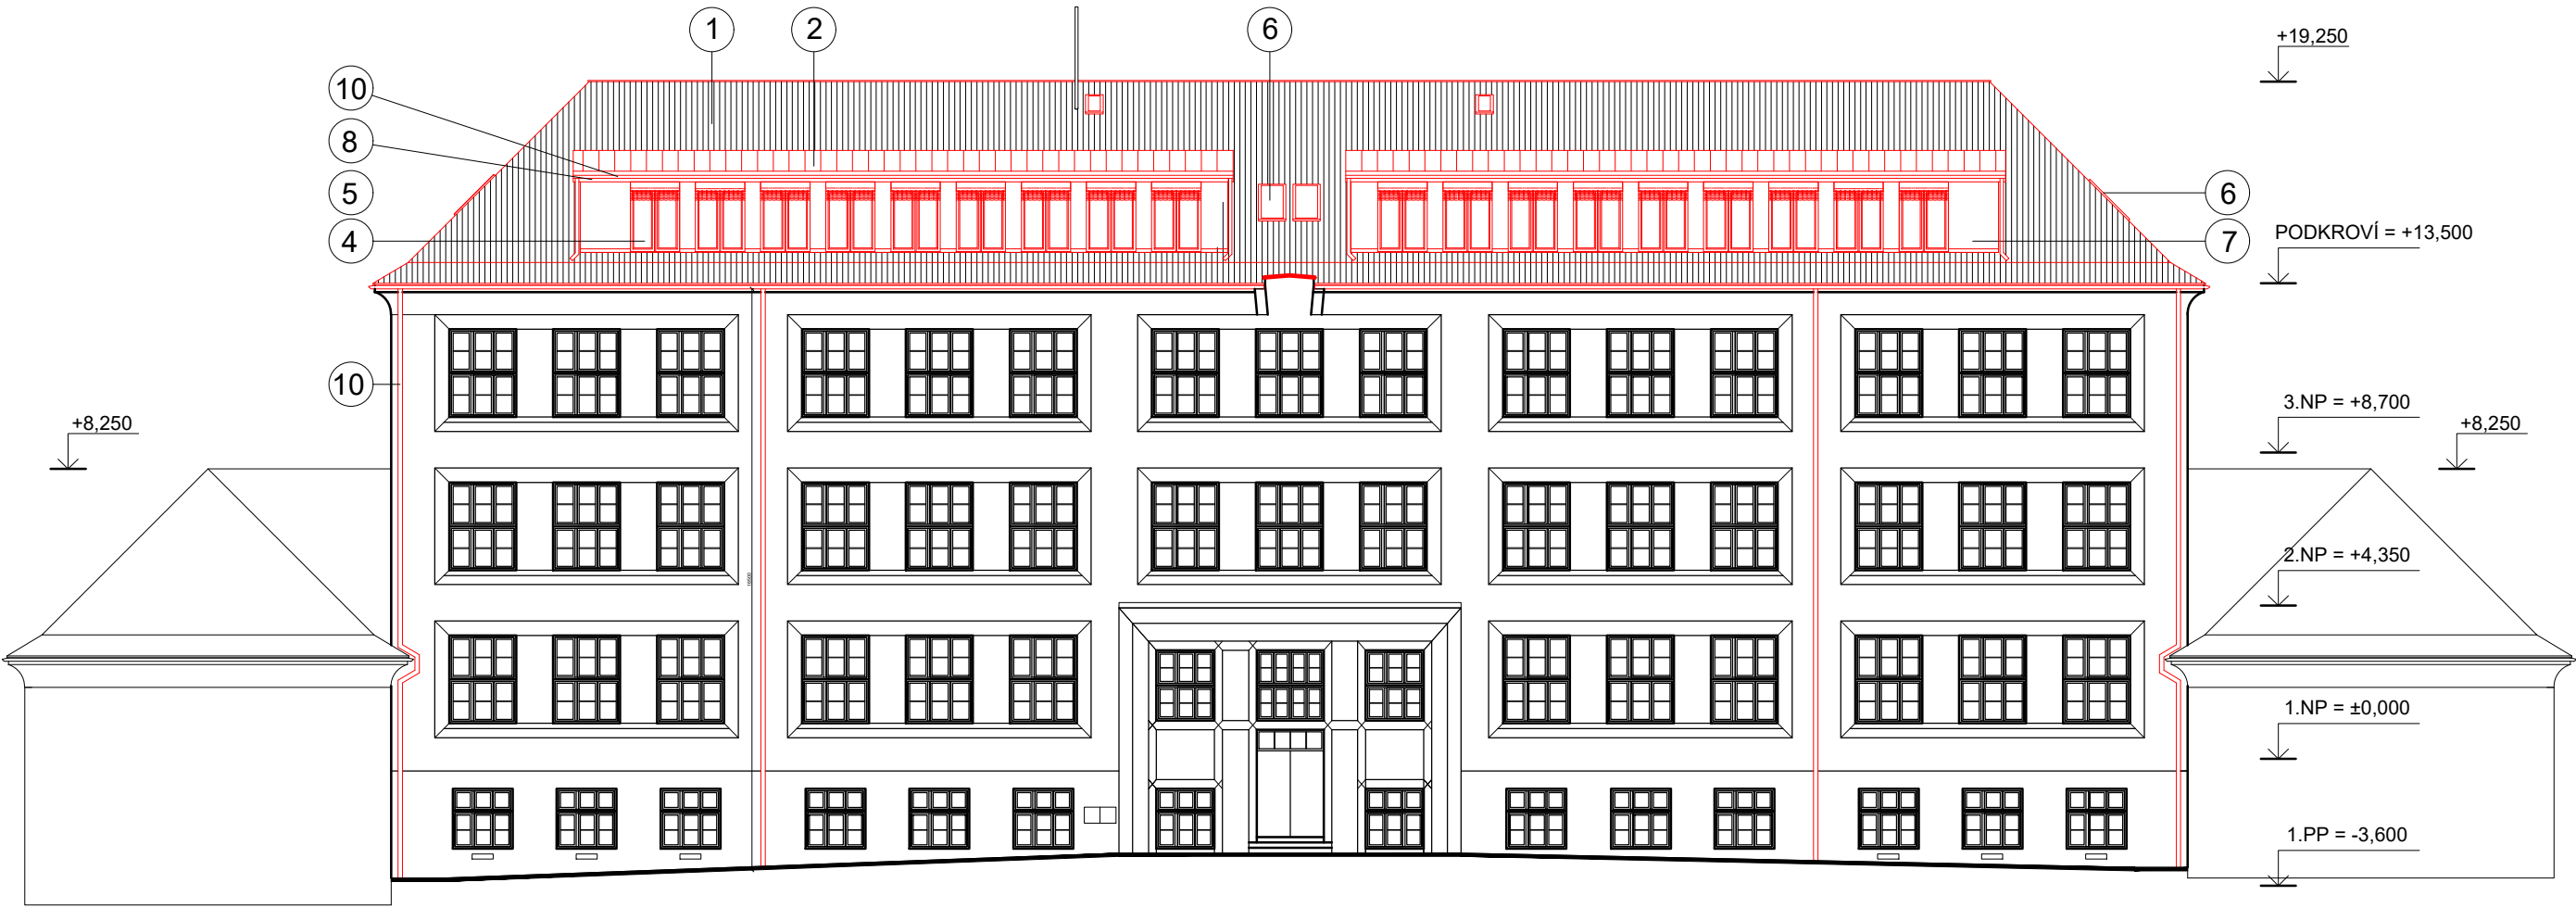 1
2
6
+19,250
10
8
5
6
4
PODKROVÍ = +13,500
7
10
3.NP = +8,700
+8,250
+8,250
2.NP = +4,350
1.NP = ±0,000
1.PP = -3,600